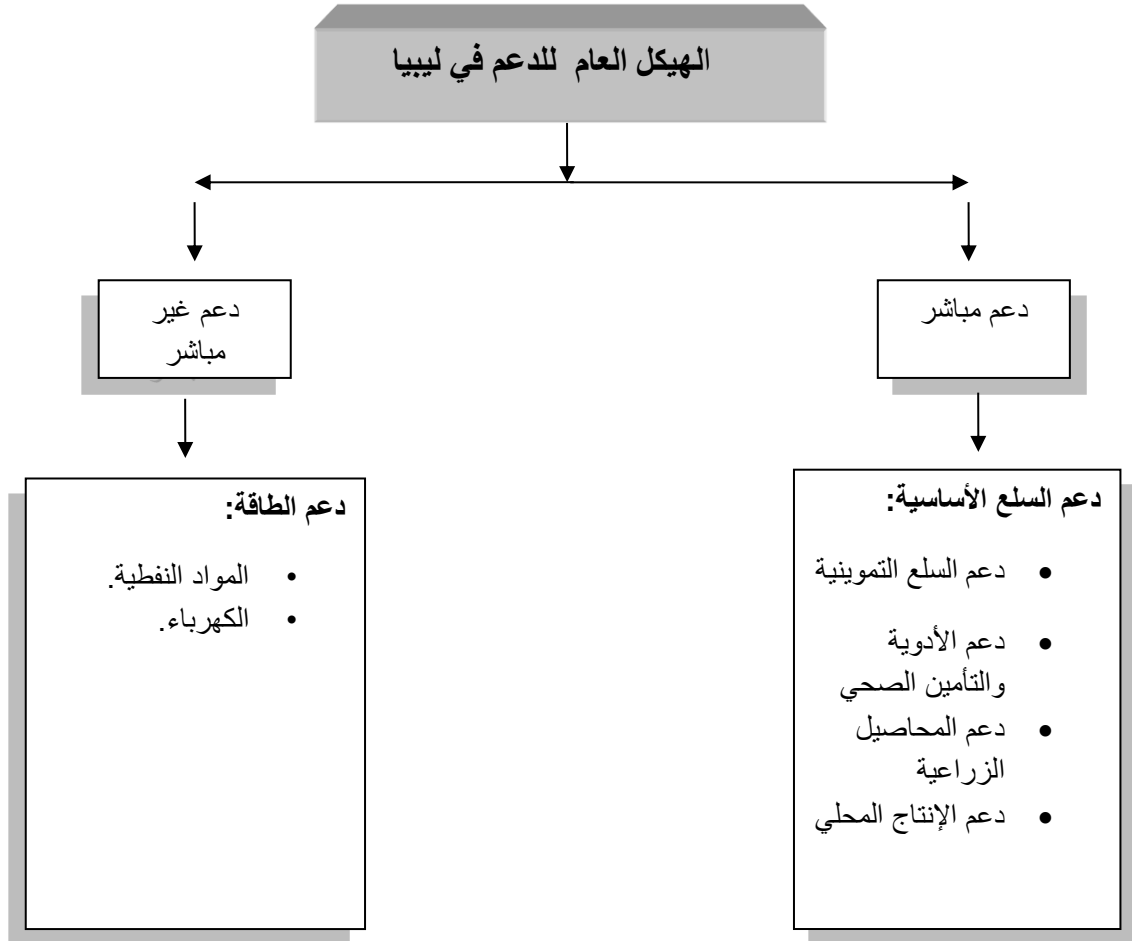 الهيكل العام للدعم في ليبيا
دعم مباشر
دعم غير
مباشر
دعم السلع الأساسية:
• دعم السلع التموينية
• دعم الأدوية
والتأمين الصحي
• دعم المحاصيل
الزراعية
• دعم الإنتاج المحلي
دعم الطاقة:
• المواد النفطية.
• الكهرباء.